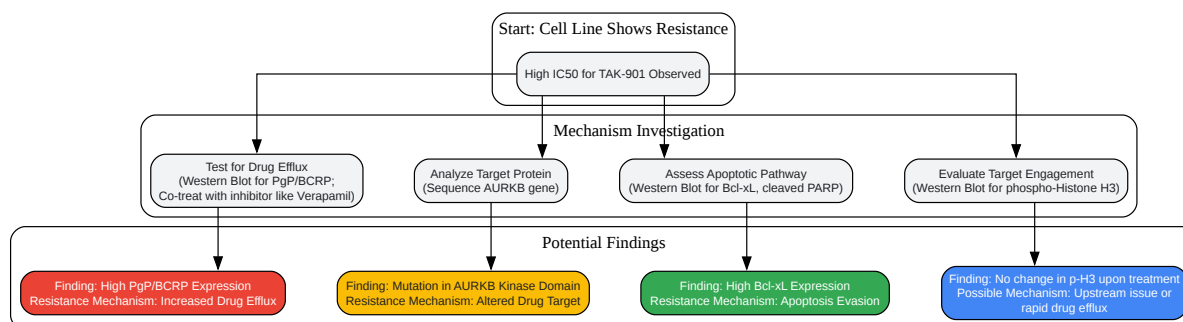 Start: Cell Line Shows Resistance
High IC50 for TAK-901 Observed
Mechanism Investigation
Test for Drug Efflux
(Western Blot for PgP/BCRP;
Co-treat with inhibitor like Verapamil)
Analyze Target Protein
(Sequence AURKB gene)
Assess Apoptotic Pathway
(Western Blot for Bcl-xL, cleaved PARP)
Evaluate Target Engagement
(Western Blot for phospho-Histone H3)
Potential Findings
Finding: High PgP/BCRP Expression
Resistance Mechanism: Increased Drug Efflux
Finding: Mutation in AURKB Kinase Domain
Resistance Mechanism: Altered Drug Target
Finding: High Bcl-xL Expression
Resistance Mechanism: Apoptosis Evasion
Finding: No change in p-H3 upon treatment
Possible Mechanism: Upstream issue or
rapid drug efflux